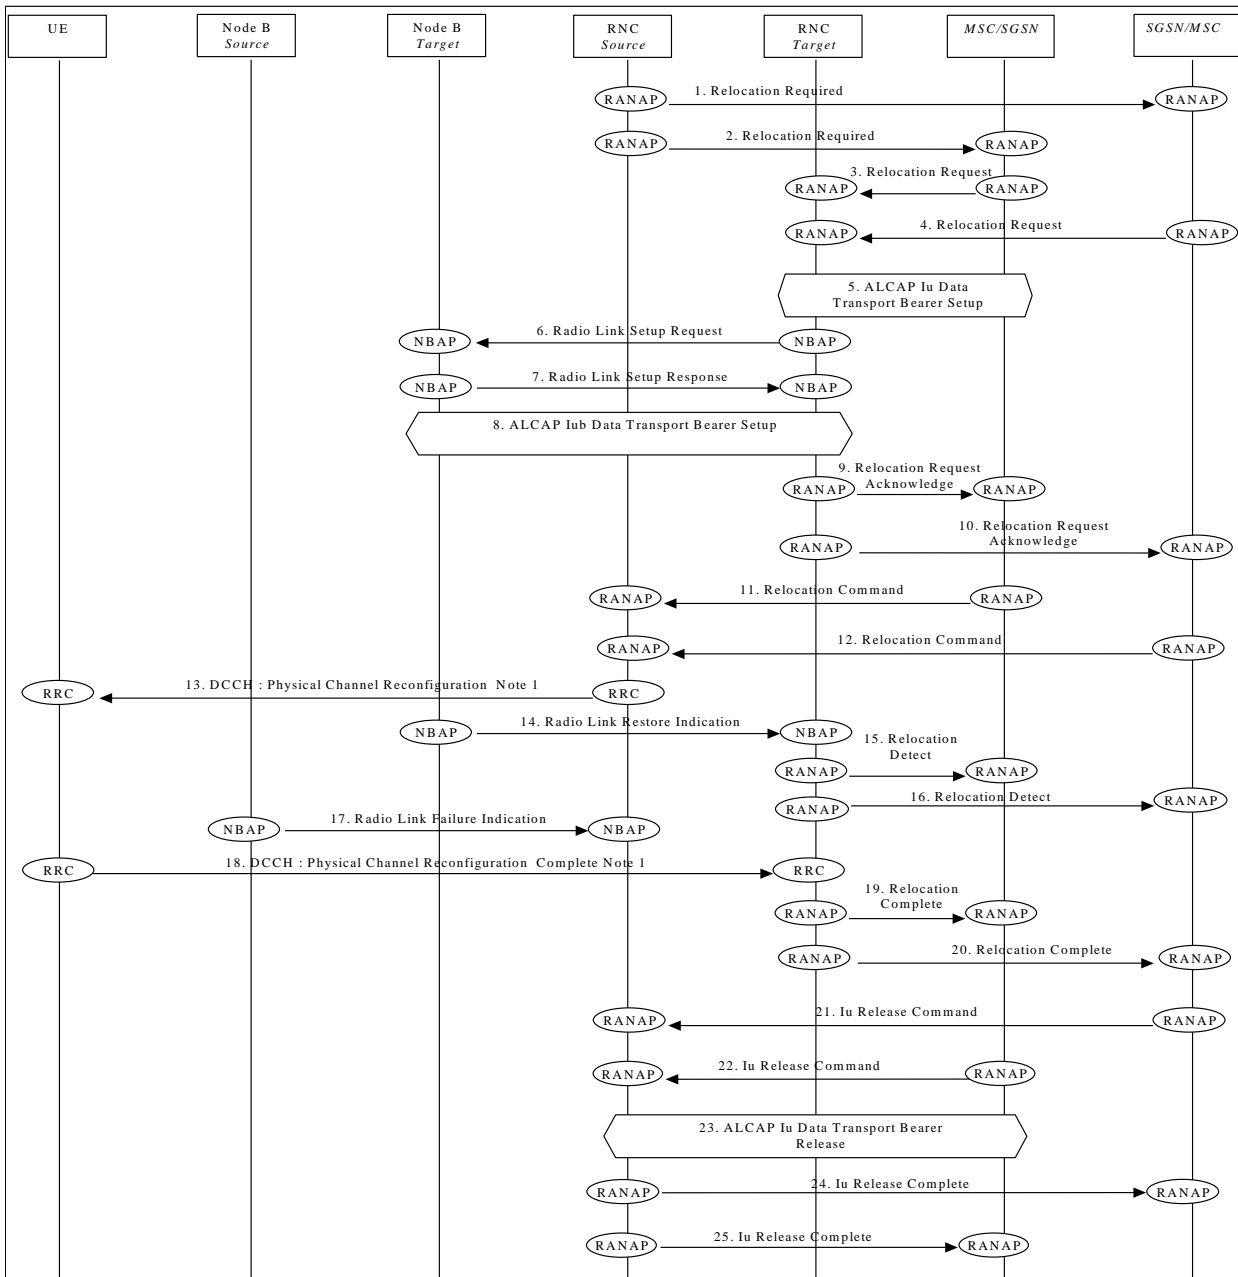 UE
Node B
Source
Node B
Target
RNC
Source
RNC
Target
MSC/SGSN
SGSN/MSC
RANAP
1. Relocation Required
RANAP
RANAP
2. Relocation Required
RANAP
RANAP
3. Relocation Request
RANAP
RANAP
4. Relocation Request
RANAP
5. ALCAP Iu Data
Transport Bearer Setup
NBAP
6. Radio Link Setup Request
NBAP
NBAP
7. Radio Link Setup Response
NBAP
8. ALCAP Iub Data Transport Bearer Setup
RANAP
9. Relocation Request
Acknowledge
RANAP
RANAP
10. Relocation Request
Acknowledge
RANAP
RANAP
11. Relocation Command
RANAP
RANAP
12. Relocation Command
RANAP
RRC
13. DCCH : Physical Channel Reconfiguration Note 1
RRC
NBAP
14. Radio Link Restore Indication
NBAP
RANAP
15. Relocation
Detect
RANAP
RANAP
16. Relocation Detect
RANAP
NBAP
17. Radio Link Failure Indication
NBAP
RRC
18. DCCH : Physical Channel Reconfiguration Complete Note 1
RRC
RANAP
19. Relocation
Complete
RANAP
RANAP
20. Relocation Complete
RANAP
RANAP
21. Iu Release Command
RANAP
RANAP
22. Iu Release Command
RANAP
23. ALCAP Iu Data Transport Bearer
Release
RANAP
24. Iu Release Complete
RANAP
RANAP
25. Iu Release Complete
RANAP